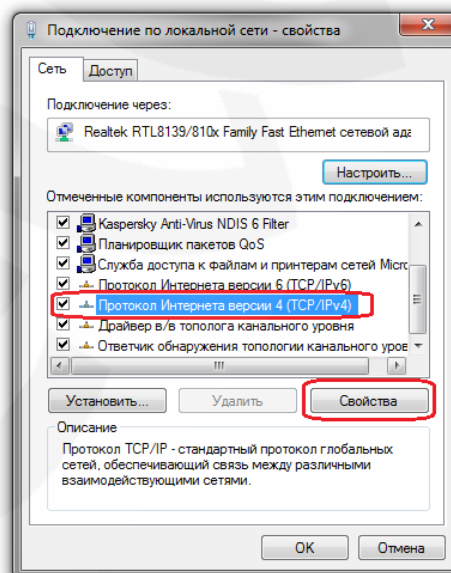 Подключение по локальной сети - свойства
Сеть
Доступ
Подключение через:
Realtek RTL8139/810x Family Fast Ethernet сетевой ада
Настроить...
Отмеченные компоненты используются этим подключением:
Kaspersky Anti-Virus NDIS 6 Filter
Планировщик пакетов QoS
Служба доступа к файлам и принтерам сетей Micro
Протокол Интернета версии 6 (TCP/IPv6)
Протокол Интернета версии 4 (TCP/IPv4)
Драйвер в/в тополога канального уровня
Ответчик обнаружения топологии канального уров
Установить...
Удалить
Свойства
Описание
Протокол TCP/IP - стандартный протокол глобальных
сетей, обеспечивающий связь между различными
взаимодействующими сетями.
OK
Отмена